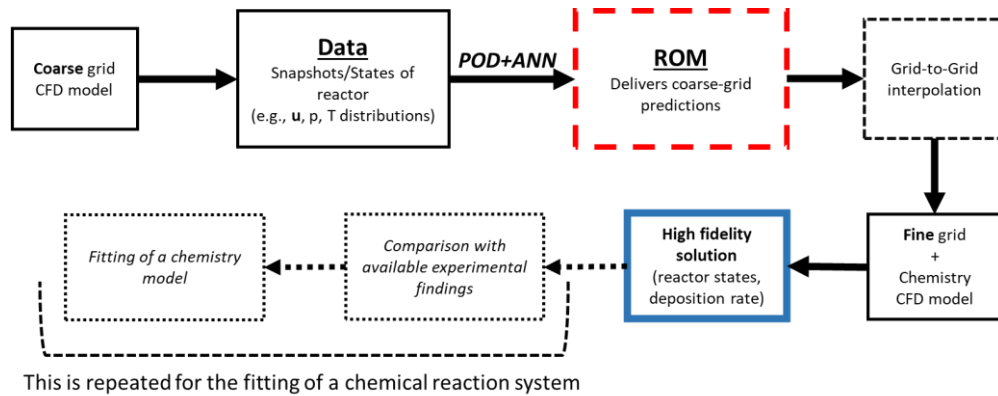 Coarse grid
CFD model
Data
Snapshots/States of
reactor
(e.g., u, p, T distributions)
POD+ANN
ROM
Delivers coarse-grid
predictions
Grid-to-Grid
interpolation
Fine grid
+
Chemistry
CFD model
High fidelity
solution
(reactor states,
deposition rate)
Comparison with
available experimental
findings
Fitting of a chemistry
model
This is repeated for the fitting of a chemical reaction system